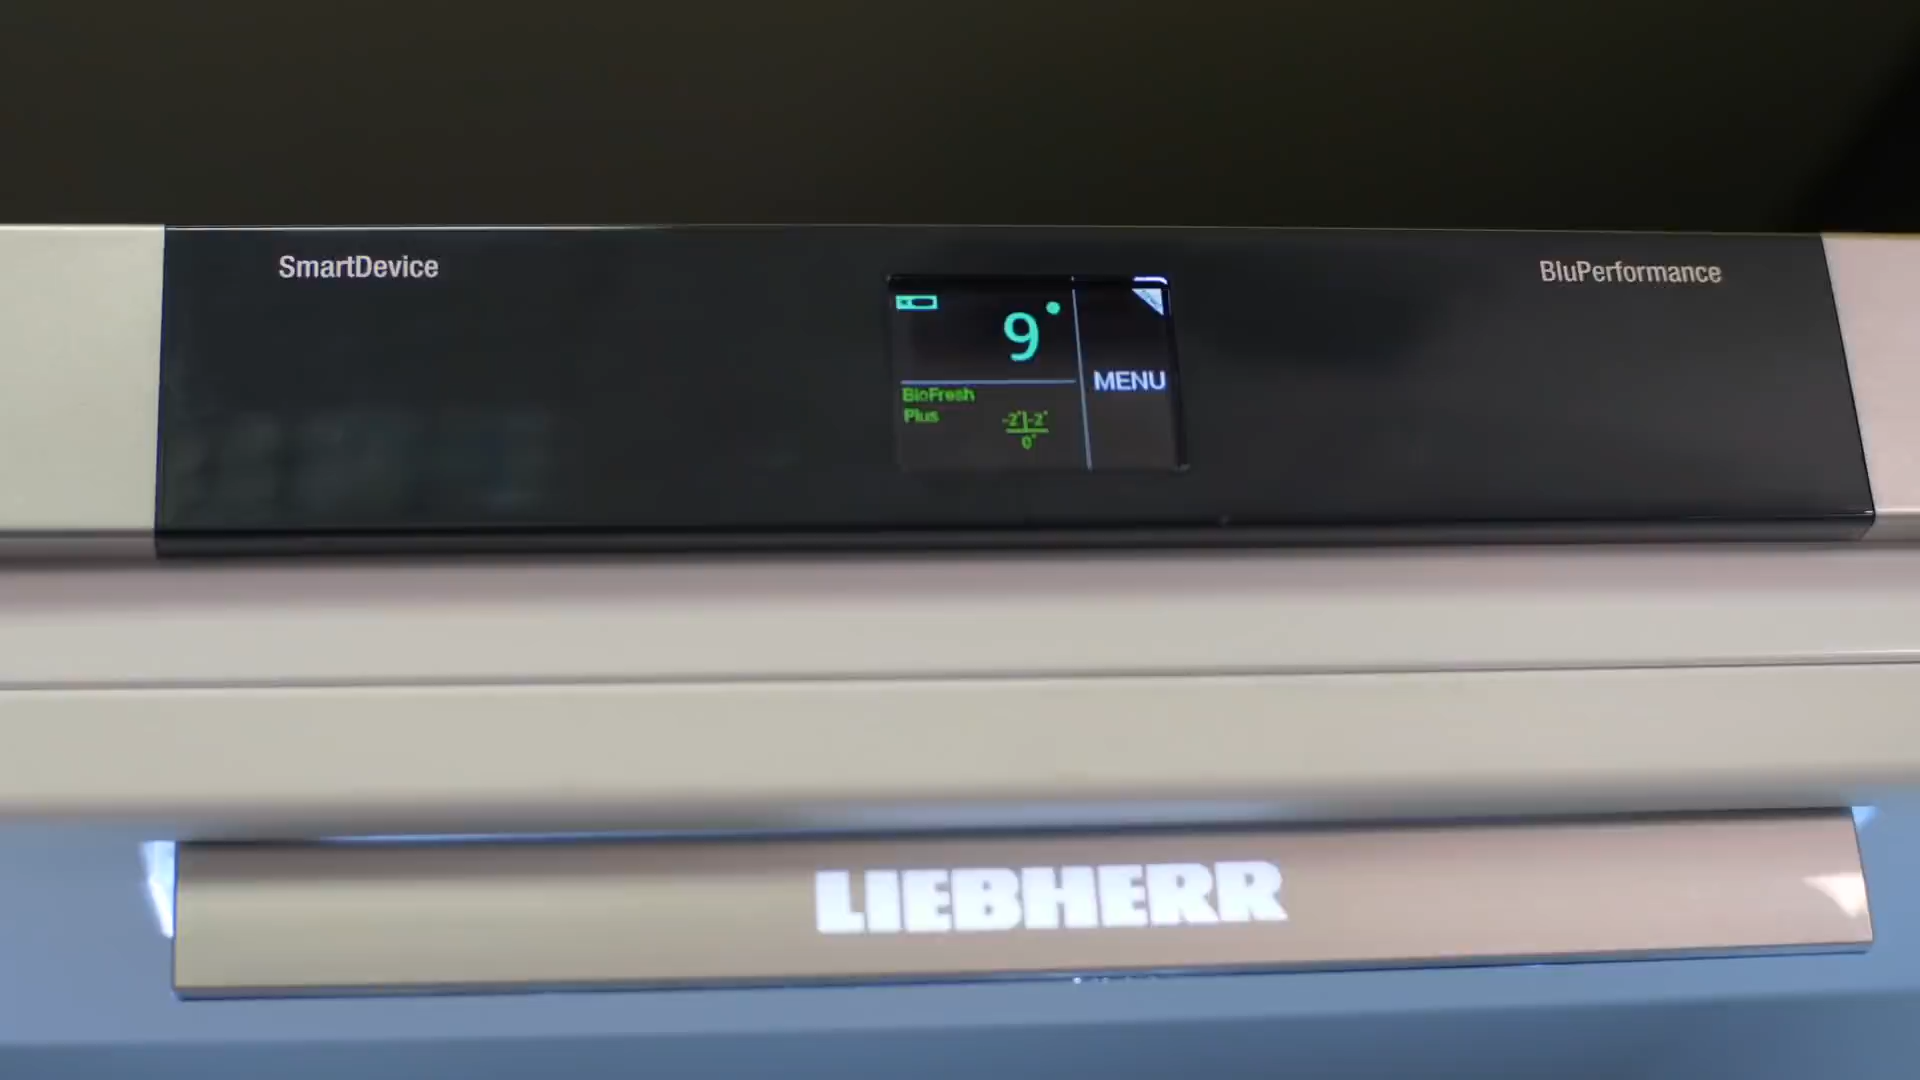 SmartDevice
BluPerformance
9°
MENU
BioFresh
Plus
-2°|-2°
0°
LIEBHERR